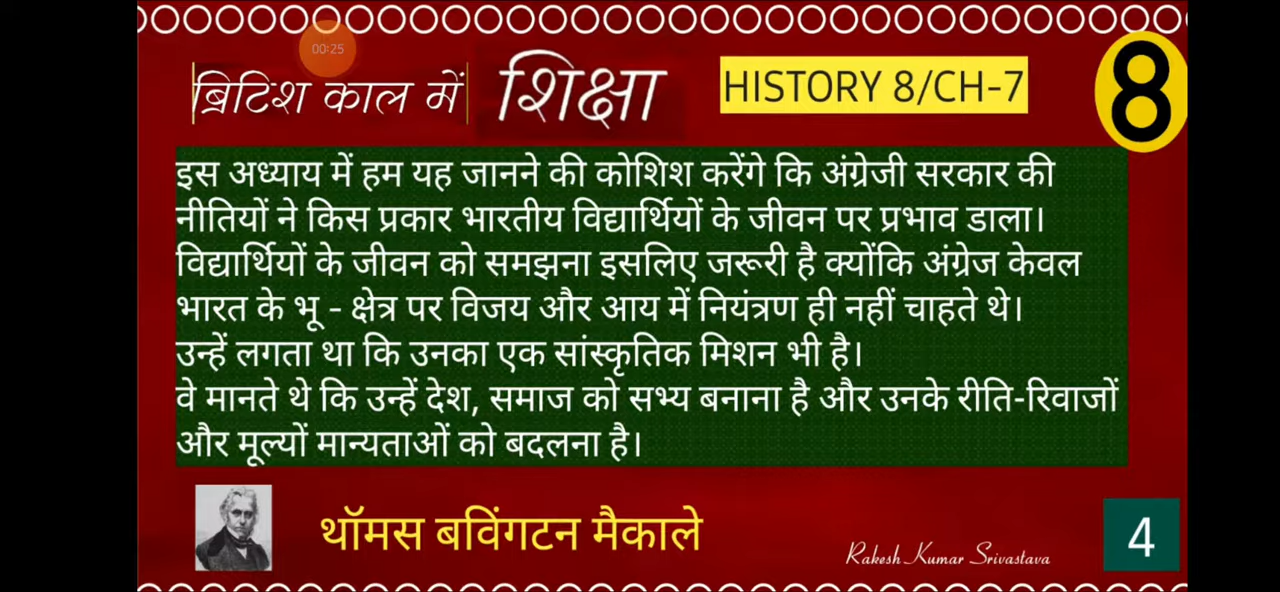 00:25
ब्रिटिश काल में शिक्षा HISTORY 8/CH-7 8
इस अध्याय में हम यह जानने की कोशिश करेंगे कि अंग्रेजी सरकार की
नीतियों ने किस प्रकार भारतीय विद्यार्थियों के जीवन पर प्रभाव डाला।
विद्यार्थियों के जीवन को समझना इसलिए जरूरी है क्योंकि अंग्रेज केवल
भारत के भू - क्षेत्र पर विजय और आय में नियंत्रण ही नहीं चाहते थे।
उन्हें लगता था कि उनका एक सांस्कृतिक मिशन भी है।
वे मानते थे कि उन्हें देश, समाज को सभ्य बनाना है और उनके रीति-रिवाजों
और मूल्यों मान्यताओं को बदलना है।
थॉमस बविंगटन मैकाले
Rakesh Kumar Srivastava
4